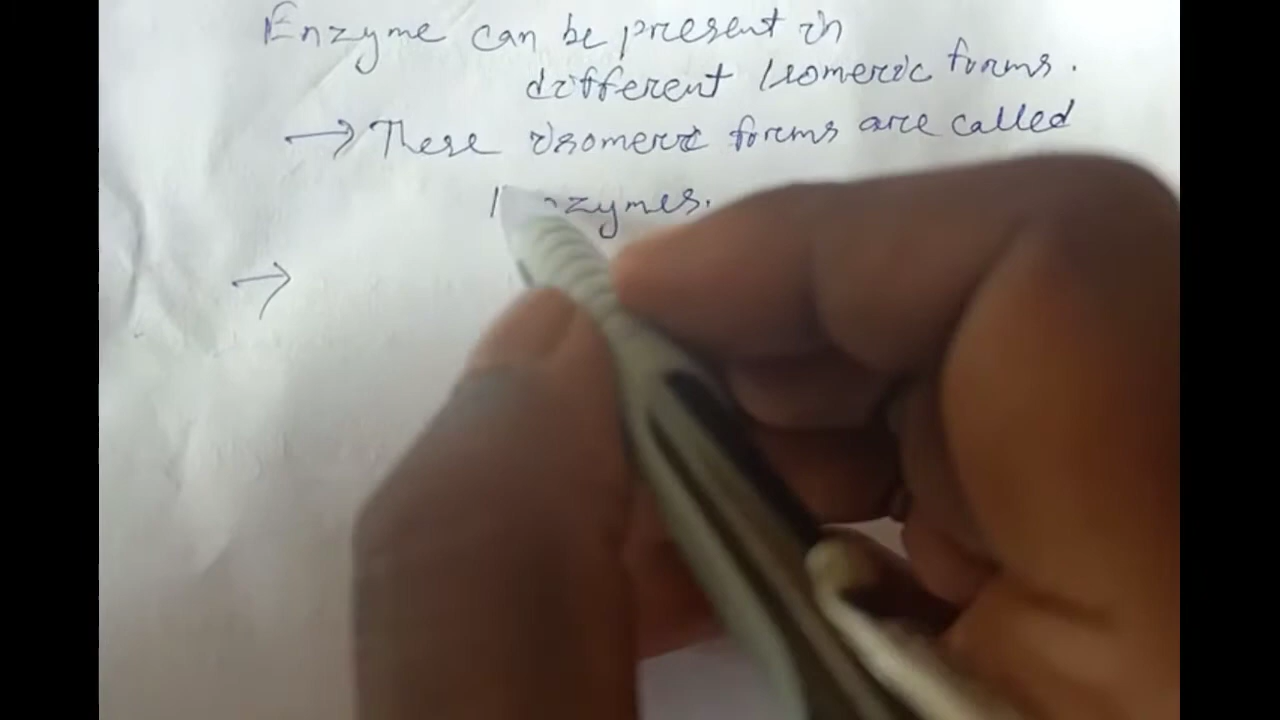 Enzyme can be present in
different Isomeric forms.
→ These isomeric forms are called
→